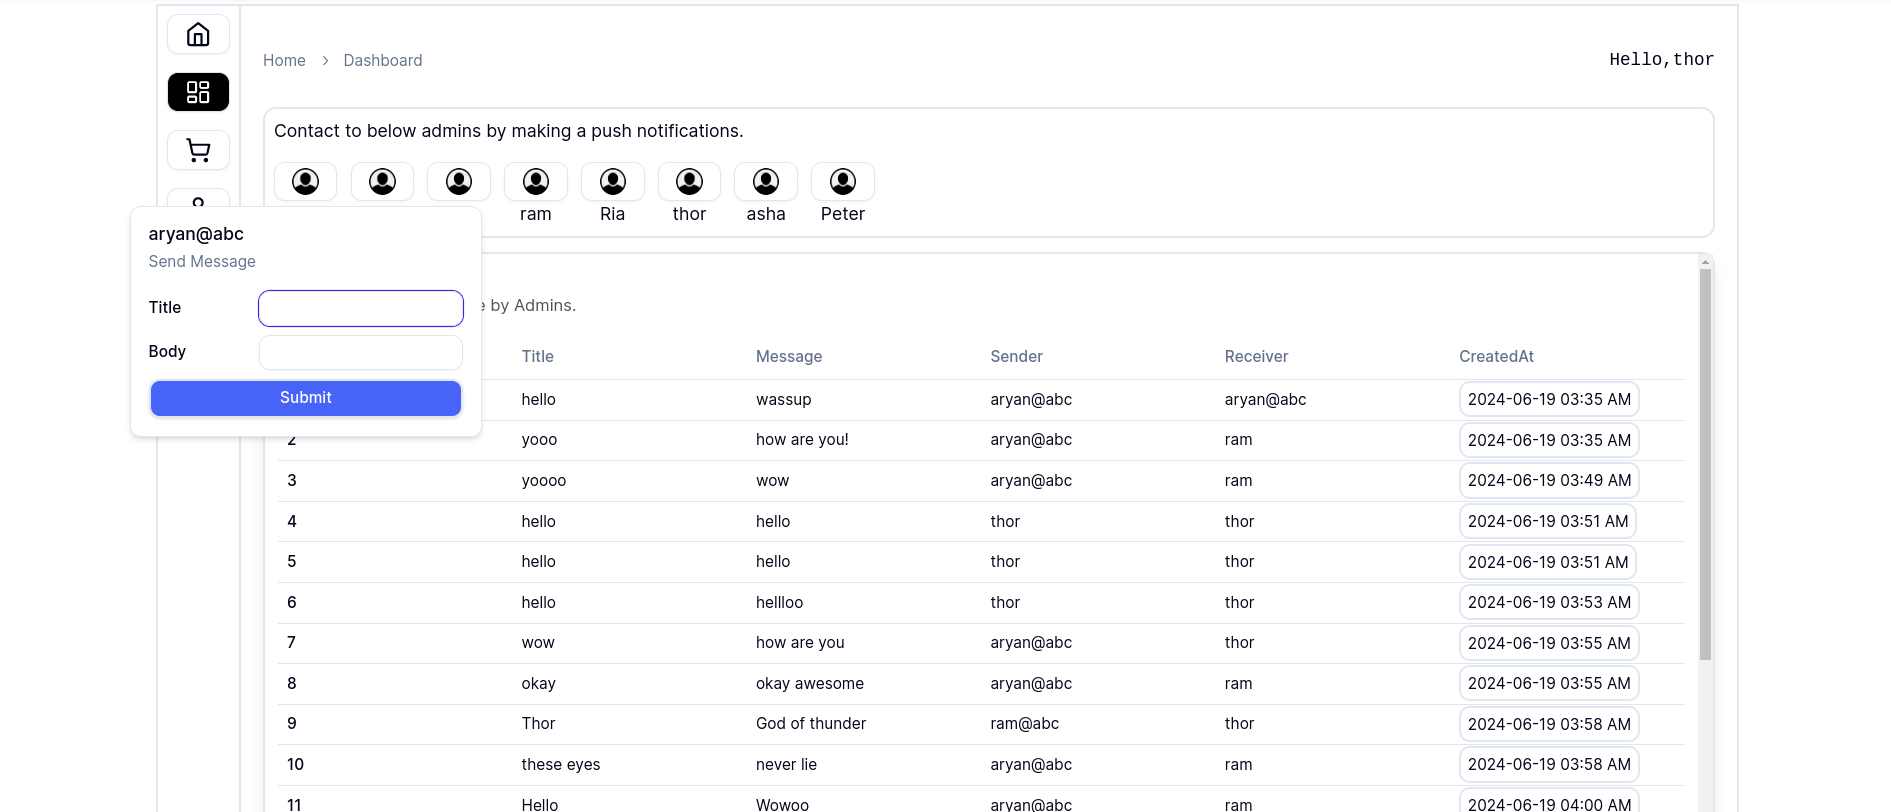 Home > Dashboard
Hello,thor
Contact to below admins by making a push notifications.
ram Ria thor asha Peter
aryan@abc
Send Message
Title
Body
Submit
by Admins.
Title Message Sender Receiver CreatedAt
hello wassup aryan@abc aryan@abc 2024-06-19 03:35 AM
2 yooo how are you! aryan@abc ram 2024-06-19 03:35 AM
3 yoooo wow aryan@abc ram 2024-06-19 03:49 AM
4 hello hello thor thor 2024-06-19 03:51 AM
5 hello hello thor thor 2024-06-19 03:51 AM
6 hello hellloo thor thor 2024-06-19 03:53 AM
7 wow how are you aryan@abc thor 2024-06-19 03:55 AM
8 okay okay awesome aryan@abc ram 2024-06-19 03:55 AM
9 Thor God of thunder ram@abc thor 2024-06-19 03:58 AM
10 these eyes never lie aryan@abc ram 2024-06-19 03:58 AM
11 Hello Wowoo aryan@abc ram 2024-06-19 04:00 AM